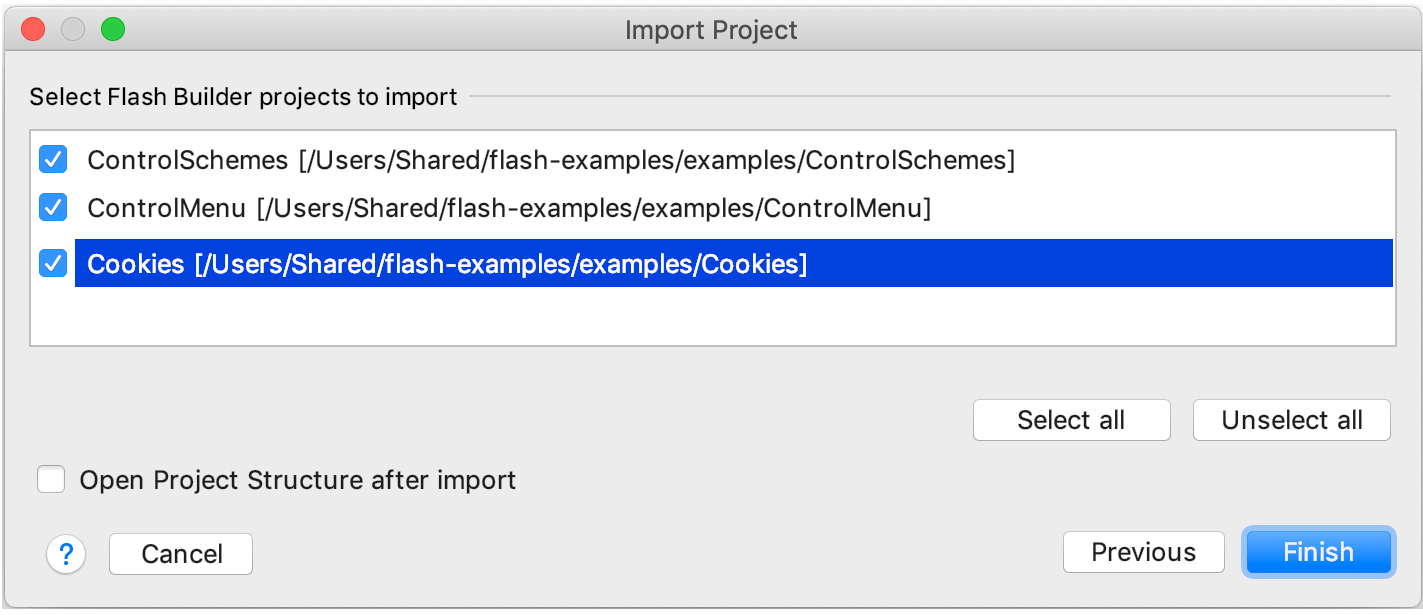 Import Project
Select Flash Builder projects to import
ControlSchemes [/Users/Shared/flash-examples/examples/ControlSchemes]
ControlMenu [/Users/Shared/flash-examples/examples/ControlMenu]
Cookies [/Users/Shared/flash-examples/examples/Cookies]
Select all
Unselect all
Open Project Structure after import
?
Cancel
Previous
Finish